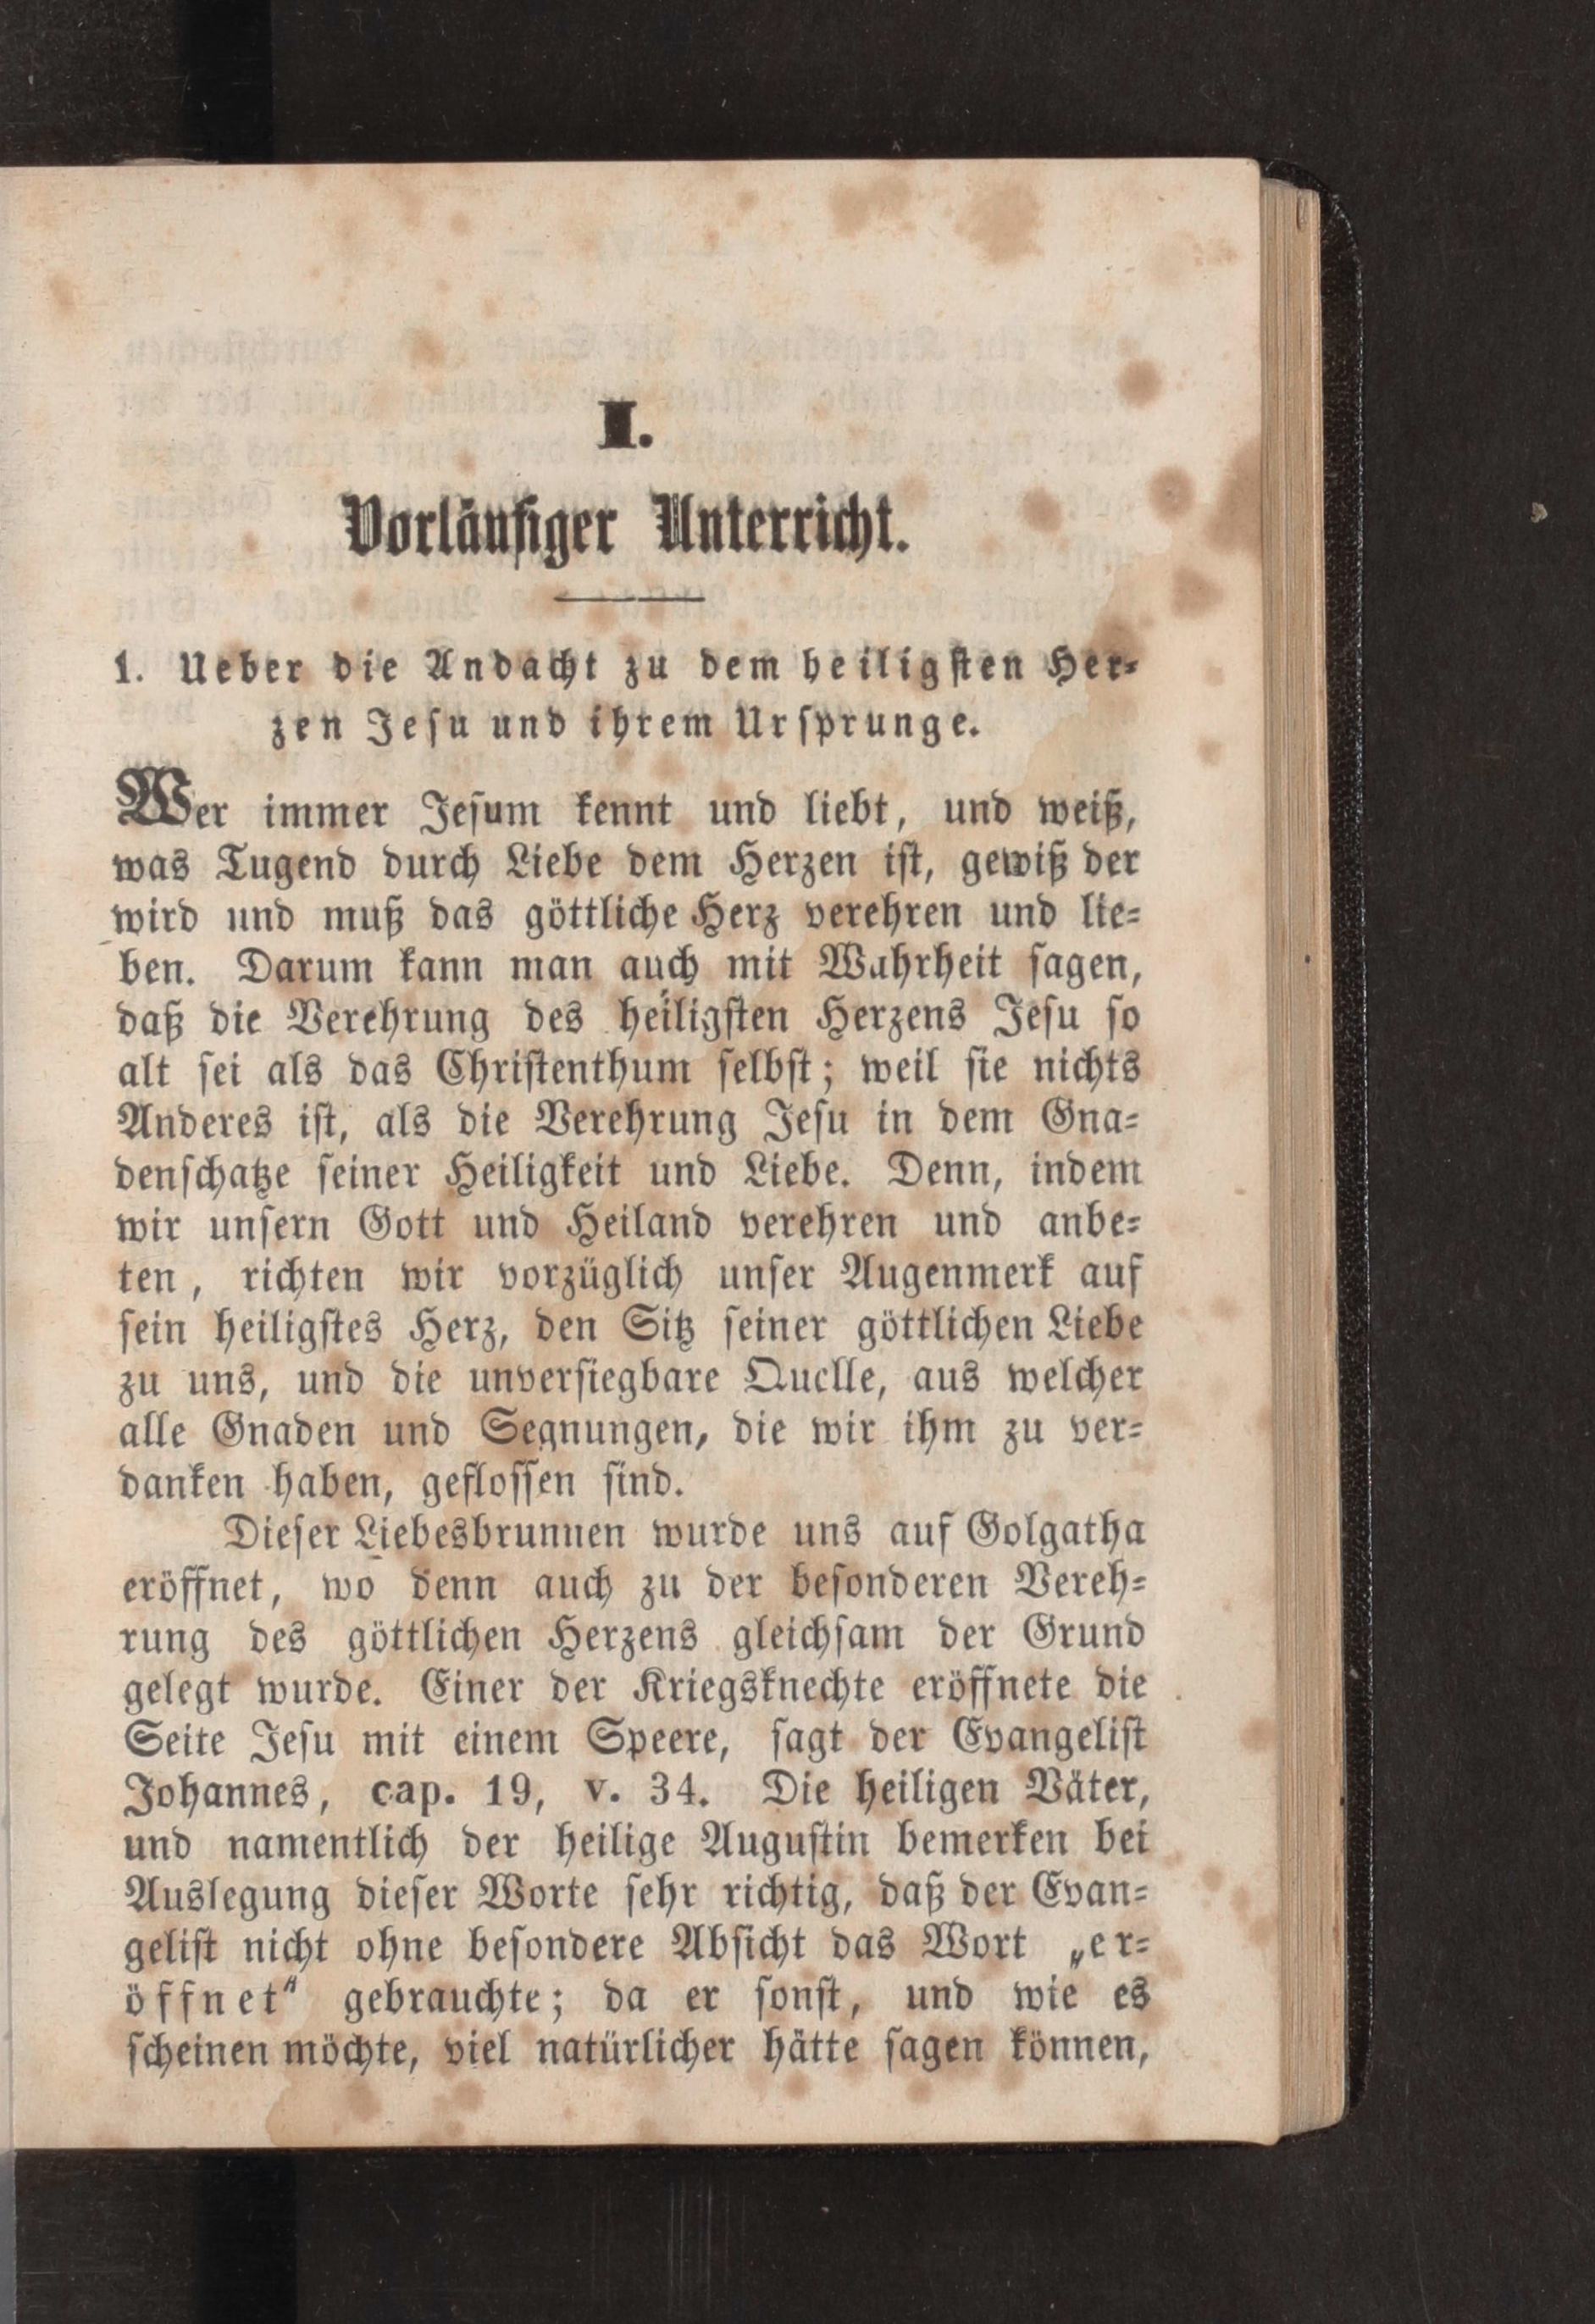 I.
Vorläufiger Unterricht.
1. Ueber die Andacht zu dem heiligsten Her-
zen Jesu und ihrem Ursprunge.
Wer immer Jesum kennt und liebt, und weiß,
was Tugend durch Liebe dem Herzen ist, gewiß der
wird und muß das göttliche Herz verehren und lie-
ben. Darum kann man auch mit Wahrheit sagen,
daß die Verehrung des heiligsten Herzens Jesu so
alt sei als das Christenthum selbst; weil sie nichts
Anderes ist, als die Verehrung Jesu in dem Gna-
denschatze seiner Heiligkeit und Liebe. Denn, indem
wir unsern Gott und Heiland verehren und anbe-
ten, richten wir vorzüglich unser Augenmerk auf
sein heiligstes Herz, den Sitz seiner göttlichen Liebe
zu uns, und die unversiegbare Quelle, aus welcher
alle Gnaden und Segnungen, die wir ihm zu ver-
danken haben, geflossen sind.
Dieser Liebesbrunnen wurde uns auf Golgatha
eröffnet, wo denn auch zu der besonderen Vereh-
rung des göttlichen Herzens gleichsam der Grund
gelegt wurde. Einer der Kriegsknechte eröffnete die
Seite Jesu mit einem Speere, sagt der Evangelist
Johannes, cap. 19, v. 34. Die heiligen Väter,
und namentlich der heilige Augustin bemerken bei
Auslegung dieser Worte sehr richtig, daß der Evan-
gelist nicht ohne besondere Absicht das Wort „er-
öffnet“ gebrauchte; da er sonst, und wie es
scheinen möchte, viel natürlicher hätte sagen können,